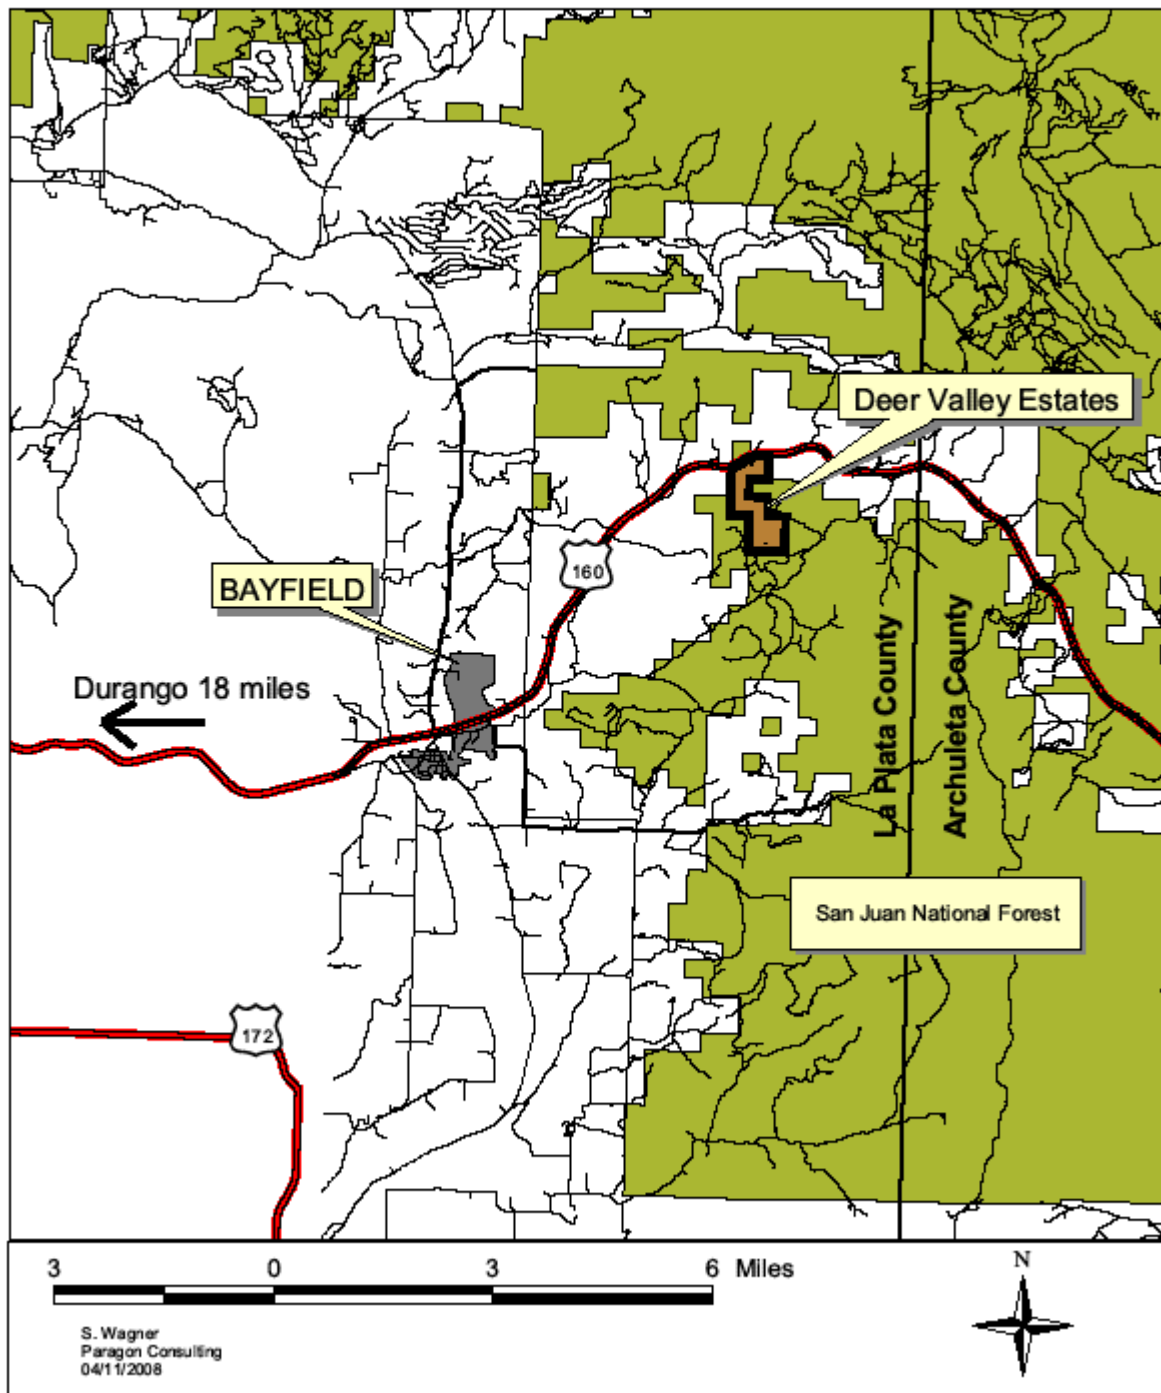 Deer Valley Estates
160
BAYFIELD
Durango 18 miles
La Plata County
Archuleta County
San Juan National Forest
172
3 0 3 6 Miles
N
S. Wagner
Paragon Consulting
04/11/2008